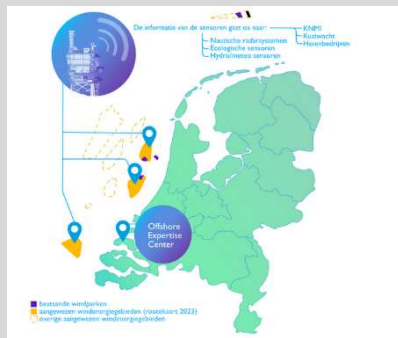 De informatie van de sensoren gaat oa naar:
KNMI
Kustwacht
Havenbedrijven
Nautische radarsystemen
Ecologische sensoren
Hydro/meteo sensoren
Offshore
Expertise
Center
bestaande windparken
aangewezen windenergiegebieden (routekaart 2023)
overige aangewezen windenergiegebieden